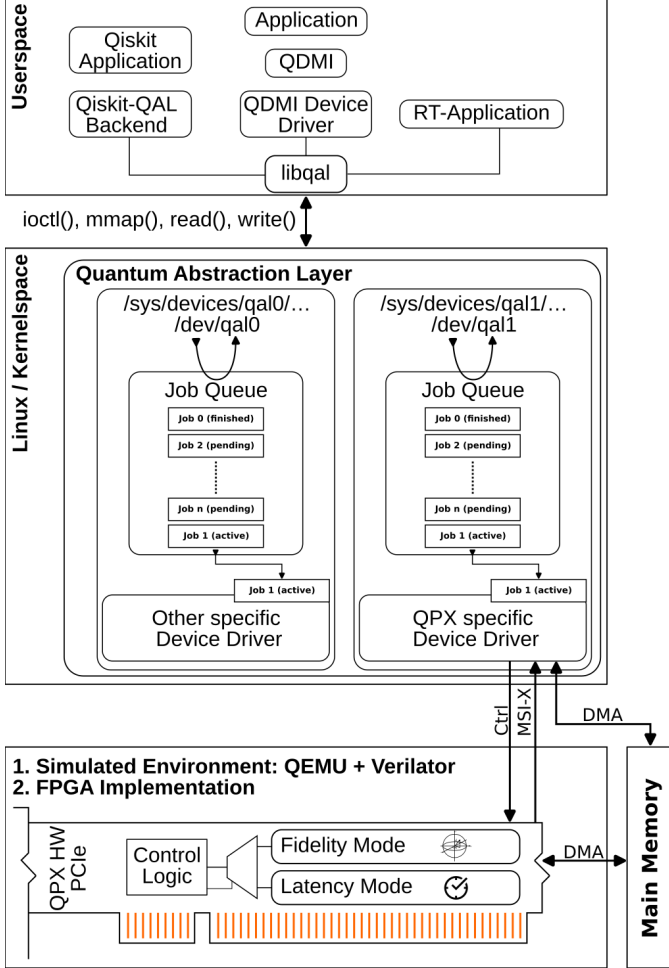 Userspace
Application
Qiskit
Application
QDMI
Qiskit-QAL
Backend
QDMI Device
Driver
RT-Application
libqal
ioctl(), mmap(), read(), write()
Linux / Kernelspace
Quantum Abstraction Layer
/sys/devices/qal0/…
/dev/qal0
Job Queue
Job 0 (finished)
Job 2 (pending)
Job n (pending)
Job 1 (active)
Job 1 (active)
Other specific
Device Driver
/sys/devices/qal1/…
/dev/qal1
Job Queue
Job 0 (finished)
Job 2 (pending)
Job n (pending)
Job 1 (active)
Job 1 (active)
QPX specific
Device Driver
Ctrl
MSI-X
DMA
1. Simulated Environment: QEMU + Verilator
2. FPGA Implementation
QPX HW
PCIe
Control
Logic
Fidelity Mode
Latency Mode
DMA
Main Memory